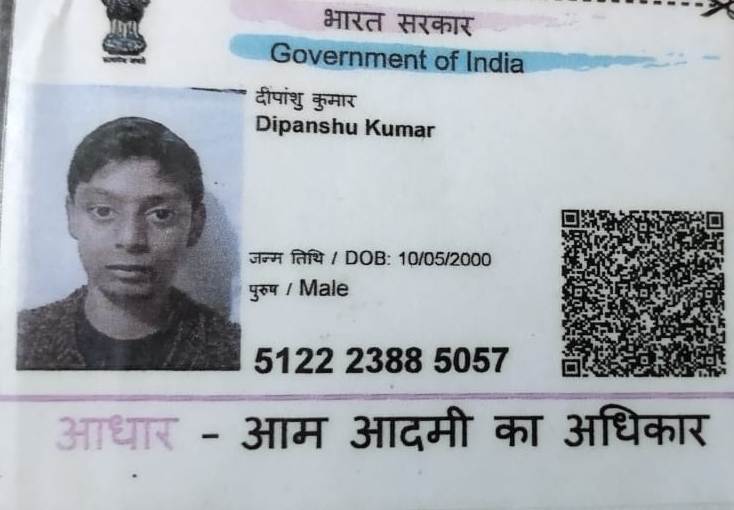 भारत सरकार
Government of India
दीपांशु कुमार
Dipanshu Kumar
जन्म तिथि / DOB: 10/05/2000
पुरुष / Male
5122 2388 5057
आधार - आम आदमी का अधिकार